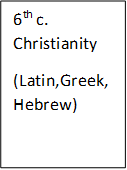 6th c.
Christianity
(Latin,Greek,
Hebrew)